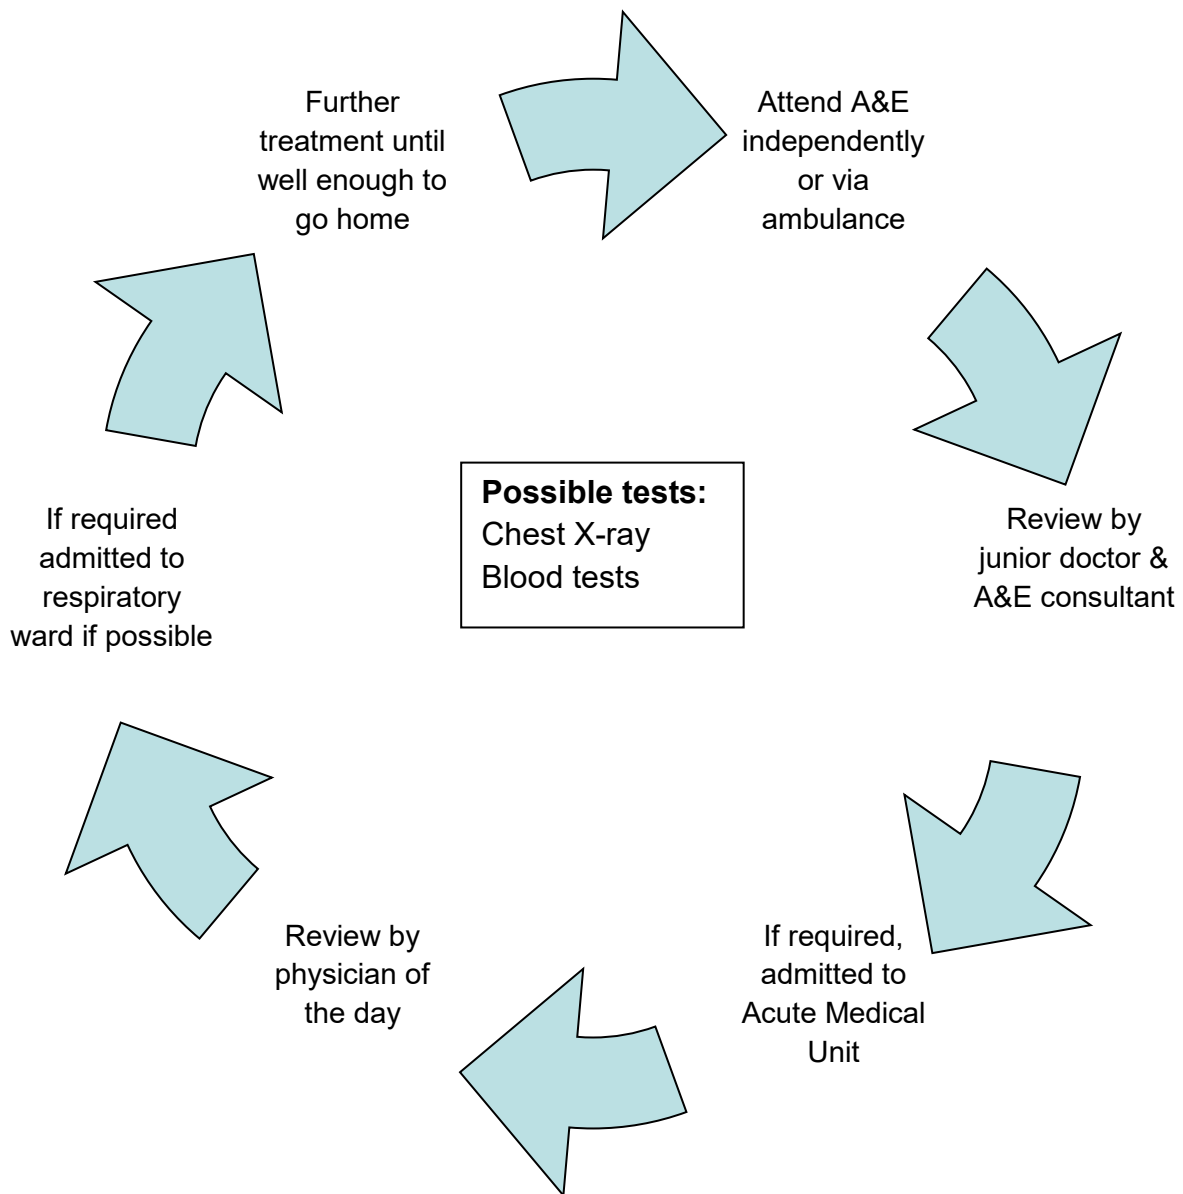 Further
treatment until
well enough to
go home
Attend A&E
independently
or via
ambulance
Review by
junior doctor &
A&E consultant
If required,
admitted to
Acute Medical
Unit
Review by
physician of
the day
If required
admitted to
respiratory
ward if possible
Possible tests:
Chest X-ray
Blood tests